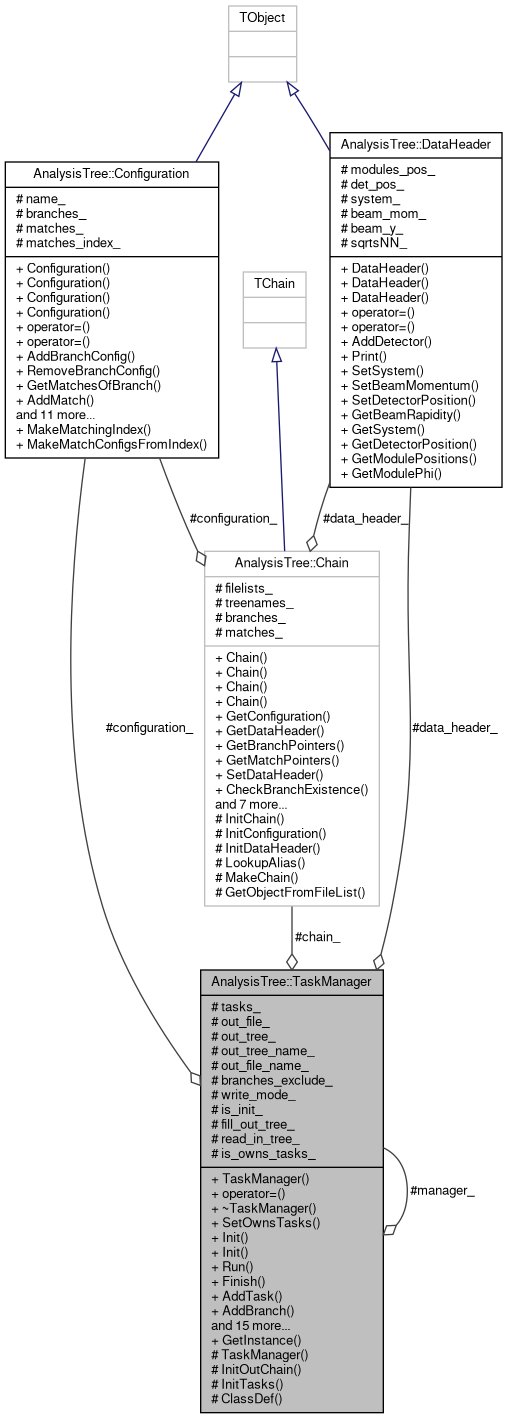 TObject
AnalysisTree::Configuration
# name_
# branches_
# matches_
# matches_index_
+ Configuration()
+ Configuration()
+ Configuration()
+ Configuration()
+ operator=()
+ operator=()
+ AddBranchConfig()
+ RemoveBranchConfig()
+ GetMatchesOfBranch()
+ AddMatch()
and 11 more...
+ MakeMatchingIndex()
+ MakeMatchConfigsFromIndex()
AnalysisTree::DataHeader
# modules_pos_
# det_pos_
# system_
# beam_mom_
# beam_y_
# sqrtsNN_
+ DataHeader()
+ DataHeader()
+ DataHeader()
+ operator=()
+ operator=()
+ AddDetector()
+ Print()
+ SetSystem()
+ SetBeamMomentum()
+ SetDetectorPosition()
+ GetBeamRapidity()
+ GetSystem()
+ GetDetectorPosition()
+ GetModulePositions()
+ GetModulePhi()
TChain
#configuration_
#data_header_
AnalysisTree::Chain
# filelists_
# treenames_
# branches_
# matches_
+ Chain()
+ Chain()
+ Chain()
+ Chain()
+ GetConfiguration()
+ GetDataHeader()
+ GetBranchPointers()
+ GetMatchPointers()
+ SetDataHeader()
+ CheckBranchExistence()
and 7 more...
# InitChain()
# InitConfiguration()
# InitDataHeader()
# LookupAlias()
# MakeChain()
# GetObjectFromFileList()
#configuration_
#data_header_
#chain_
AnalysisTree::TaskManager
# tasks_
# out_file_
# out_tree_
# out_tree_name_
# out_file_name_
# branches_exclude_
# write_mode_
# is_init_
# fill_out_tree_
# read_in_tree_
# is_owns_tasks_
+ TaskManager()
+ operator=()
+ ~TaskManager()
+ SetOwnsTasks()
+ Init()
+ Init()
+ Run()
+ Finish()
+ AddTask()
+ AddBranch()
and 15 more...
+ GetInstance()
# TaskManager()
# InitOutChain()
# InitTasks()
# ClassDef()
#manager_